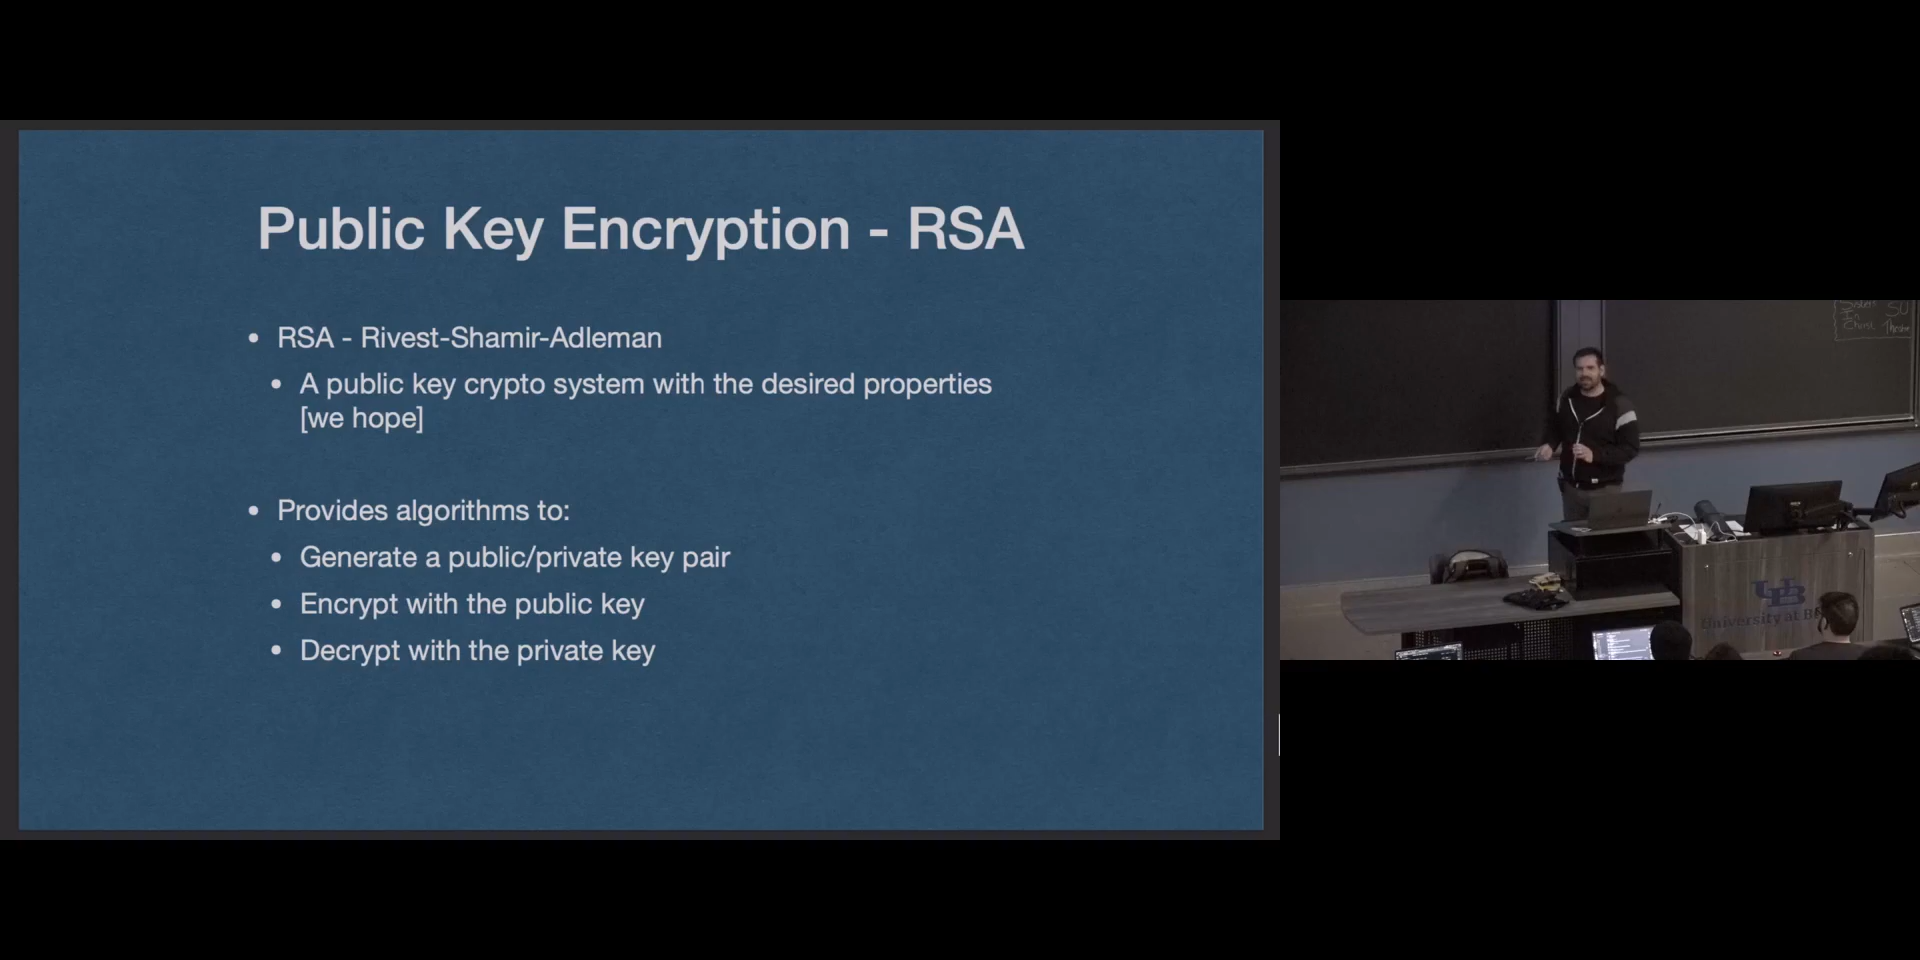 Public Key Encryption - RSA
• RSA - Rivest-Shamir-Adleman
• A public key crypto system with the desired properties
[we hope]
• Provides algorithms to:
• Generate a public/private key pair
• Encrypt with the public key
• Decrypt with the private key
SU
UB
University at B